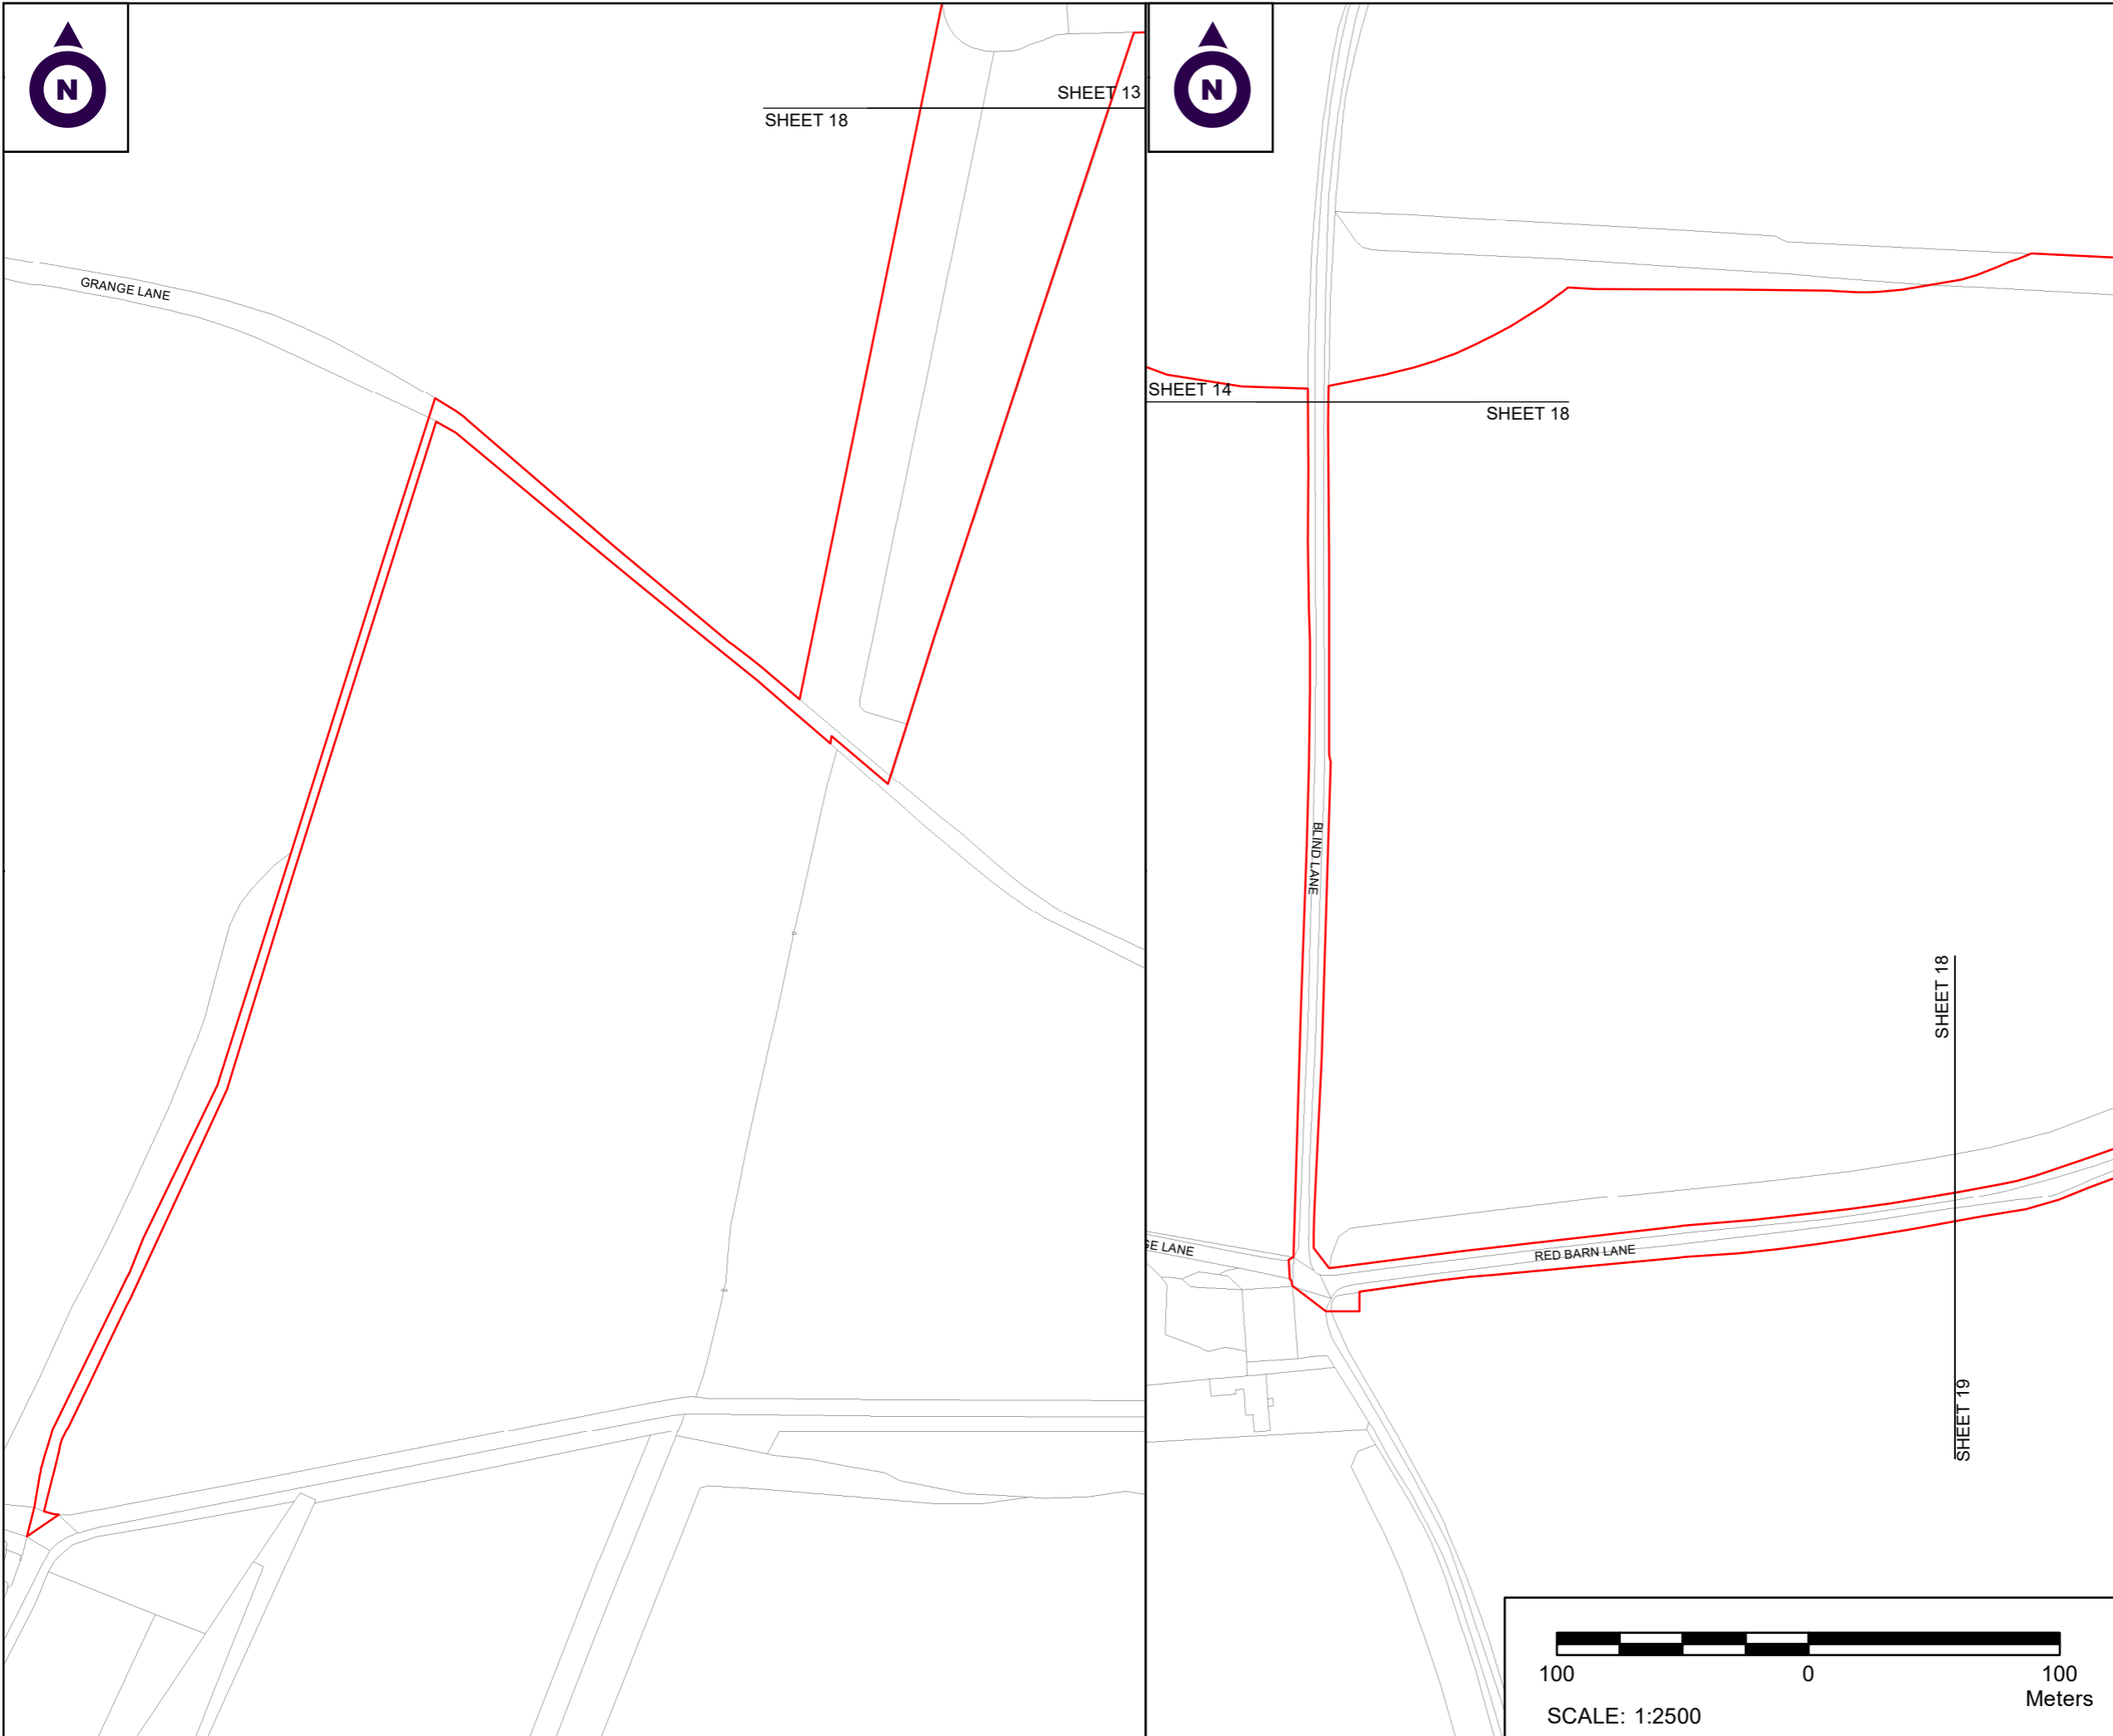 N
SHEET 13
SHEET 18
GRANGE LANE
N
SHEET 14
SHEET 18
BLIND LANE
SHEET 18
SHEET 19
GE LANE
RED BARN LANE
100 0 100
Meters
SCALE: 1:2500